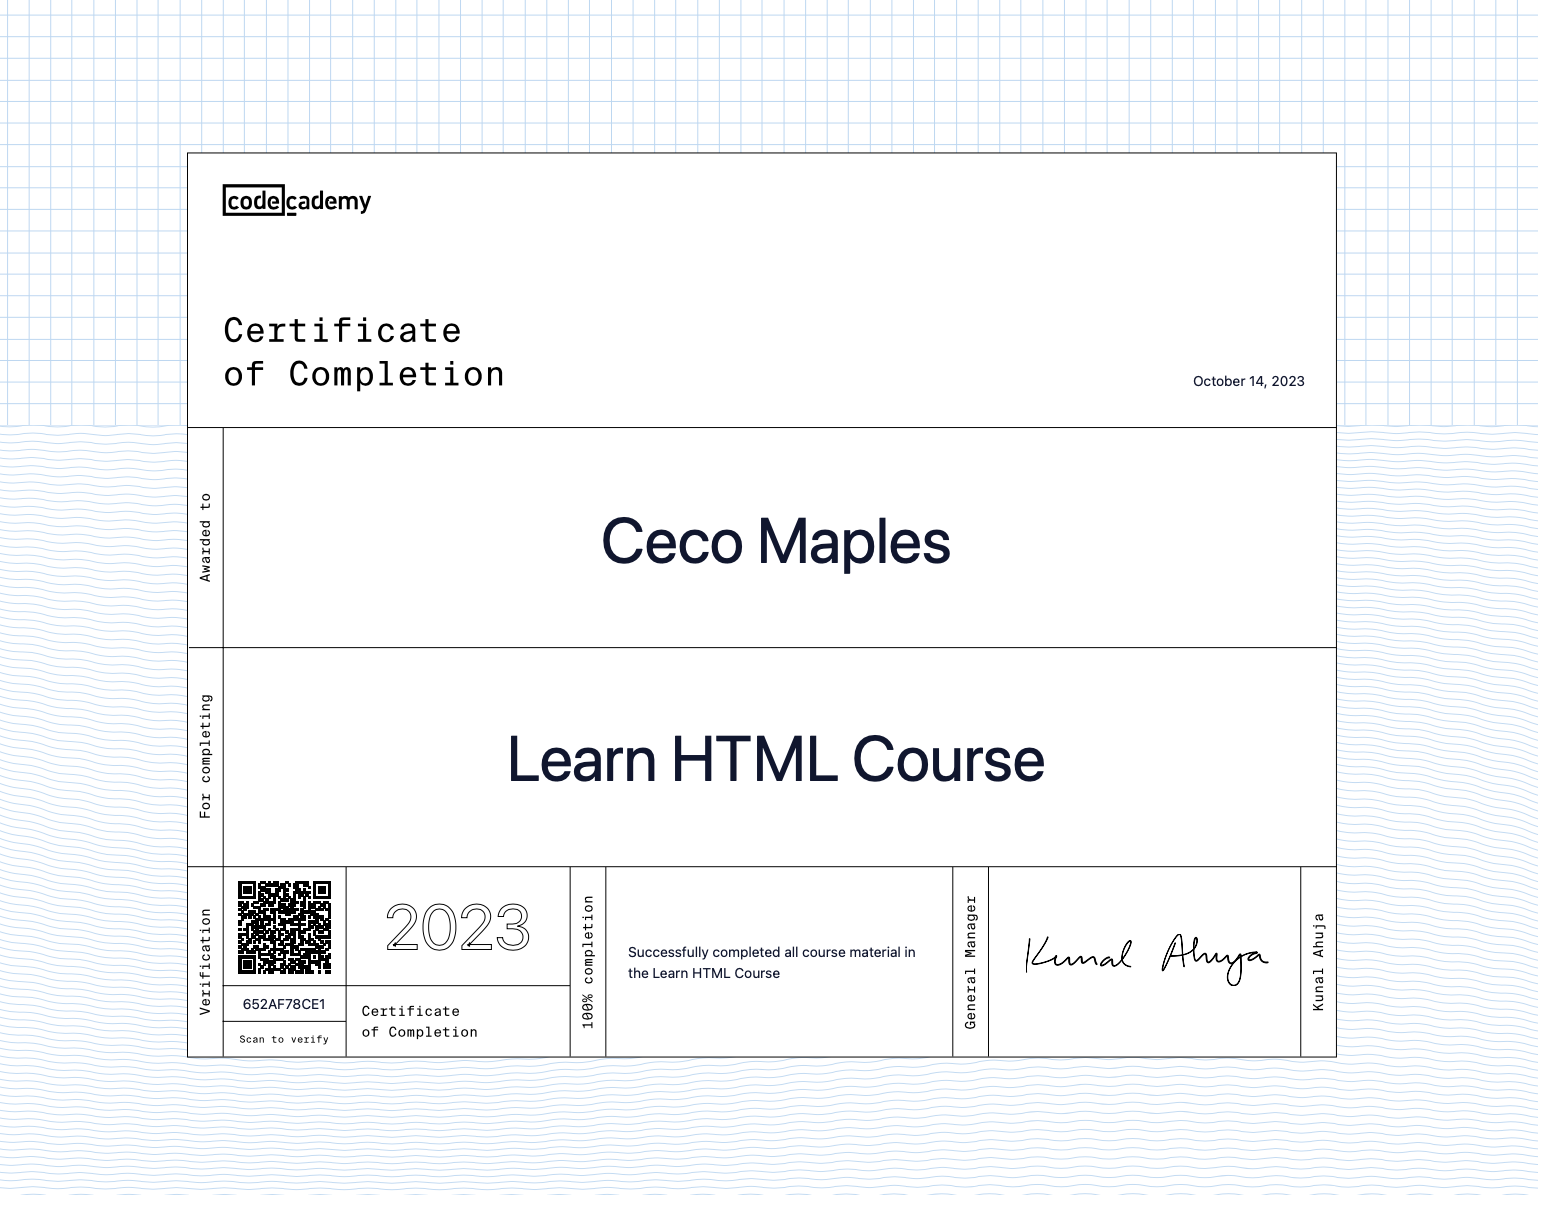 codecademy
Certificate
of Completion
October 14, 2023
Awarded to
Ceco Maples
For completing
Learn HTML Course
Verification
652AF78CE1
Scan to verify
2023
Certificate
of Completion
100% completion
Successfully completed all course material in
the Learn HTML Course
General Manager
Kunal Ahuja
Kunal Ahuja